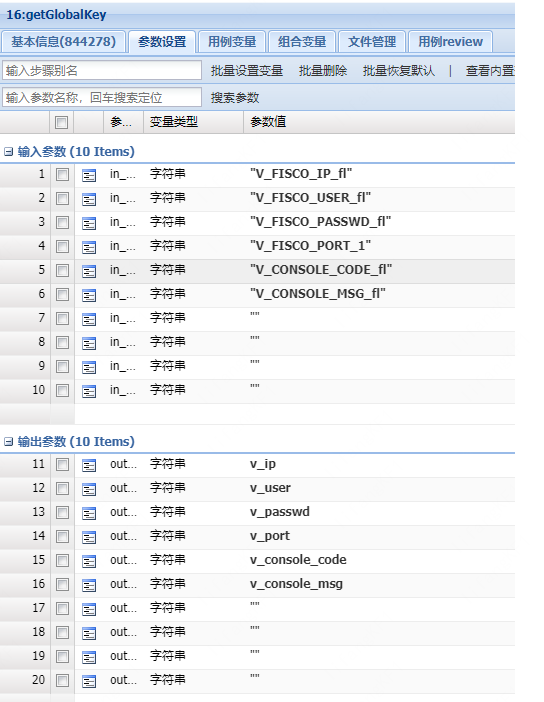 16:getGlobalKey
基本信息(844278) 参数设置 用例变量 组合变量 文件管理 用例review
输入步骤别名 批量设置变量 批量删除 批量恢复默认 | 查看内置
输入参数名称，回车搜索定位 搜索参数
参... 变量类型 参数值
输入参数 (10 Items)
1 in_... 字符串 "V_FISCO_IP_fl"
2 in_... 字符串 "V_FISCO_USER_fl"
3 in_... 字符串 "V_FISCO_PASSWD_fl"
4 in_... 字符串 "V_FISCO_PORT_1"
5 in_... 字符串 "V_CONSOLE_CODE_fl"
6 in_... 字符串 "V_CONSOLE_MSG_fl"
7 in_... 字符串 ""
8 in_... 字符串 ""
9 in_... 字符串 ""
10 in_... 字符串 ""
输出参数 (10 Items)
11 out... 字符串 v_ip
12 out... 字符串 v_user
13 out... 字符串 v_passwd
14 out... 字符串 v_port
15 out... 字符串 v_console_code
16 out... 字符串 v_console_msg
17 out... 字符串 ""
18 out... 字符串 ""
19 out... 字符串 ""
20 out... 字符串 ""